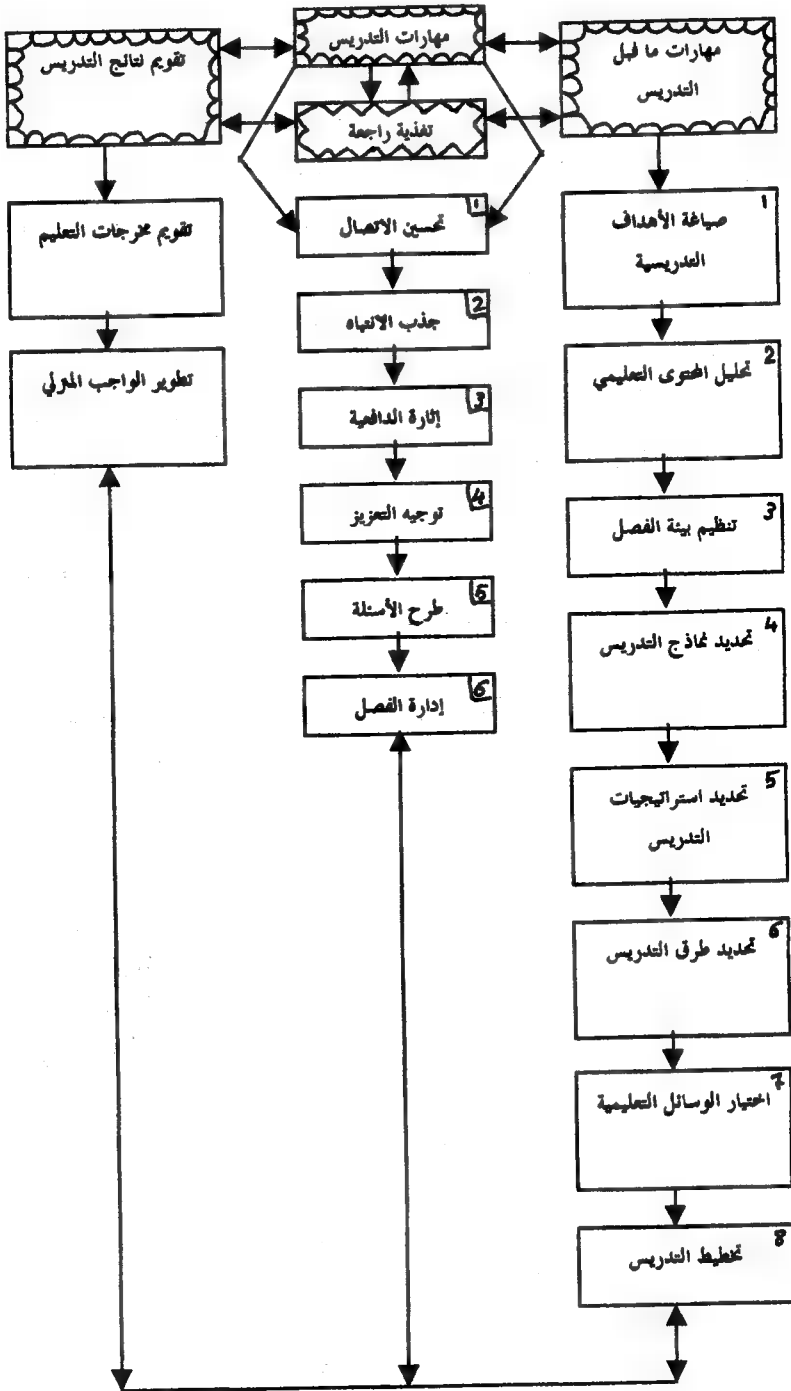 مهارات ما قبل
التدريس
مهارات التدريس
تقويم نتائج التدريس
تغذية راجعة
1
صياغة الأهداف
التدريسية
2
تحليل المحتوى التعليمي
3
تنظيم بيئة الفصل
4
تحديد نماذج التدريس
5
تحديد استراتيجيات
التدريس
6
تحديد طرق التدريس
7
اختيار الوسائل التعليمية
8
تخطيط التدريس
1
تحسين الاتصال
2
جذب الانتباه
3
إثارة الدافعية
4
توجيه التعزيز
5
طرح الأسئلة
6
إدارة الفصل
تقويم مخرجات التعليم
تطوير الواجب المنزلي